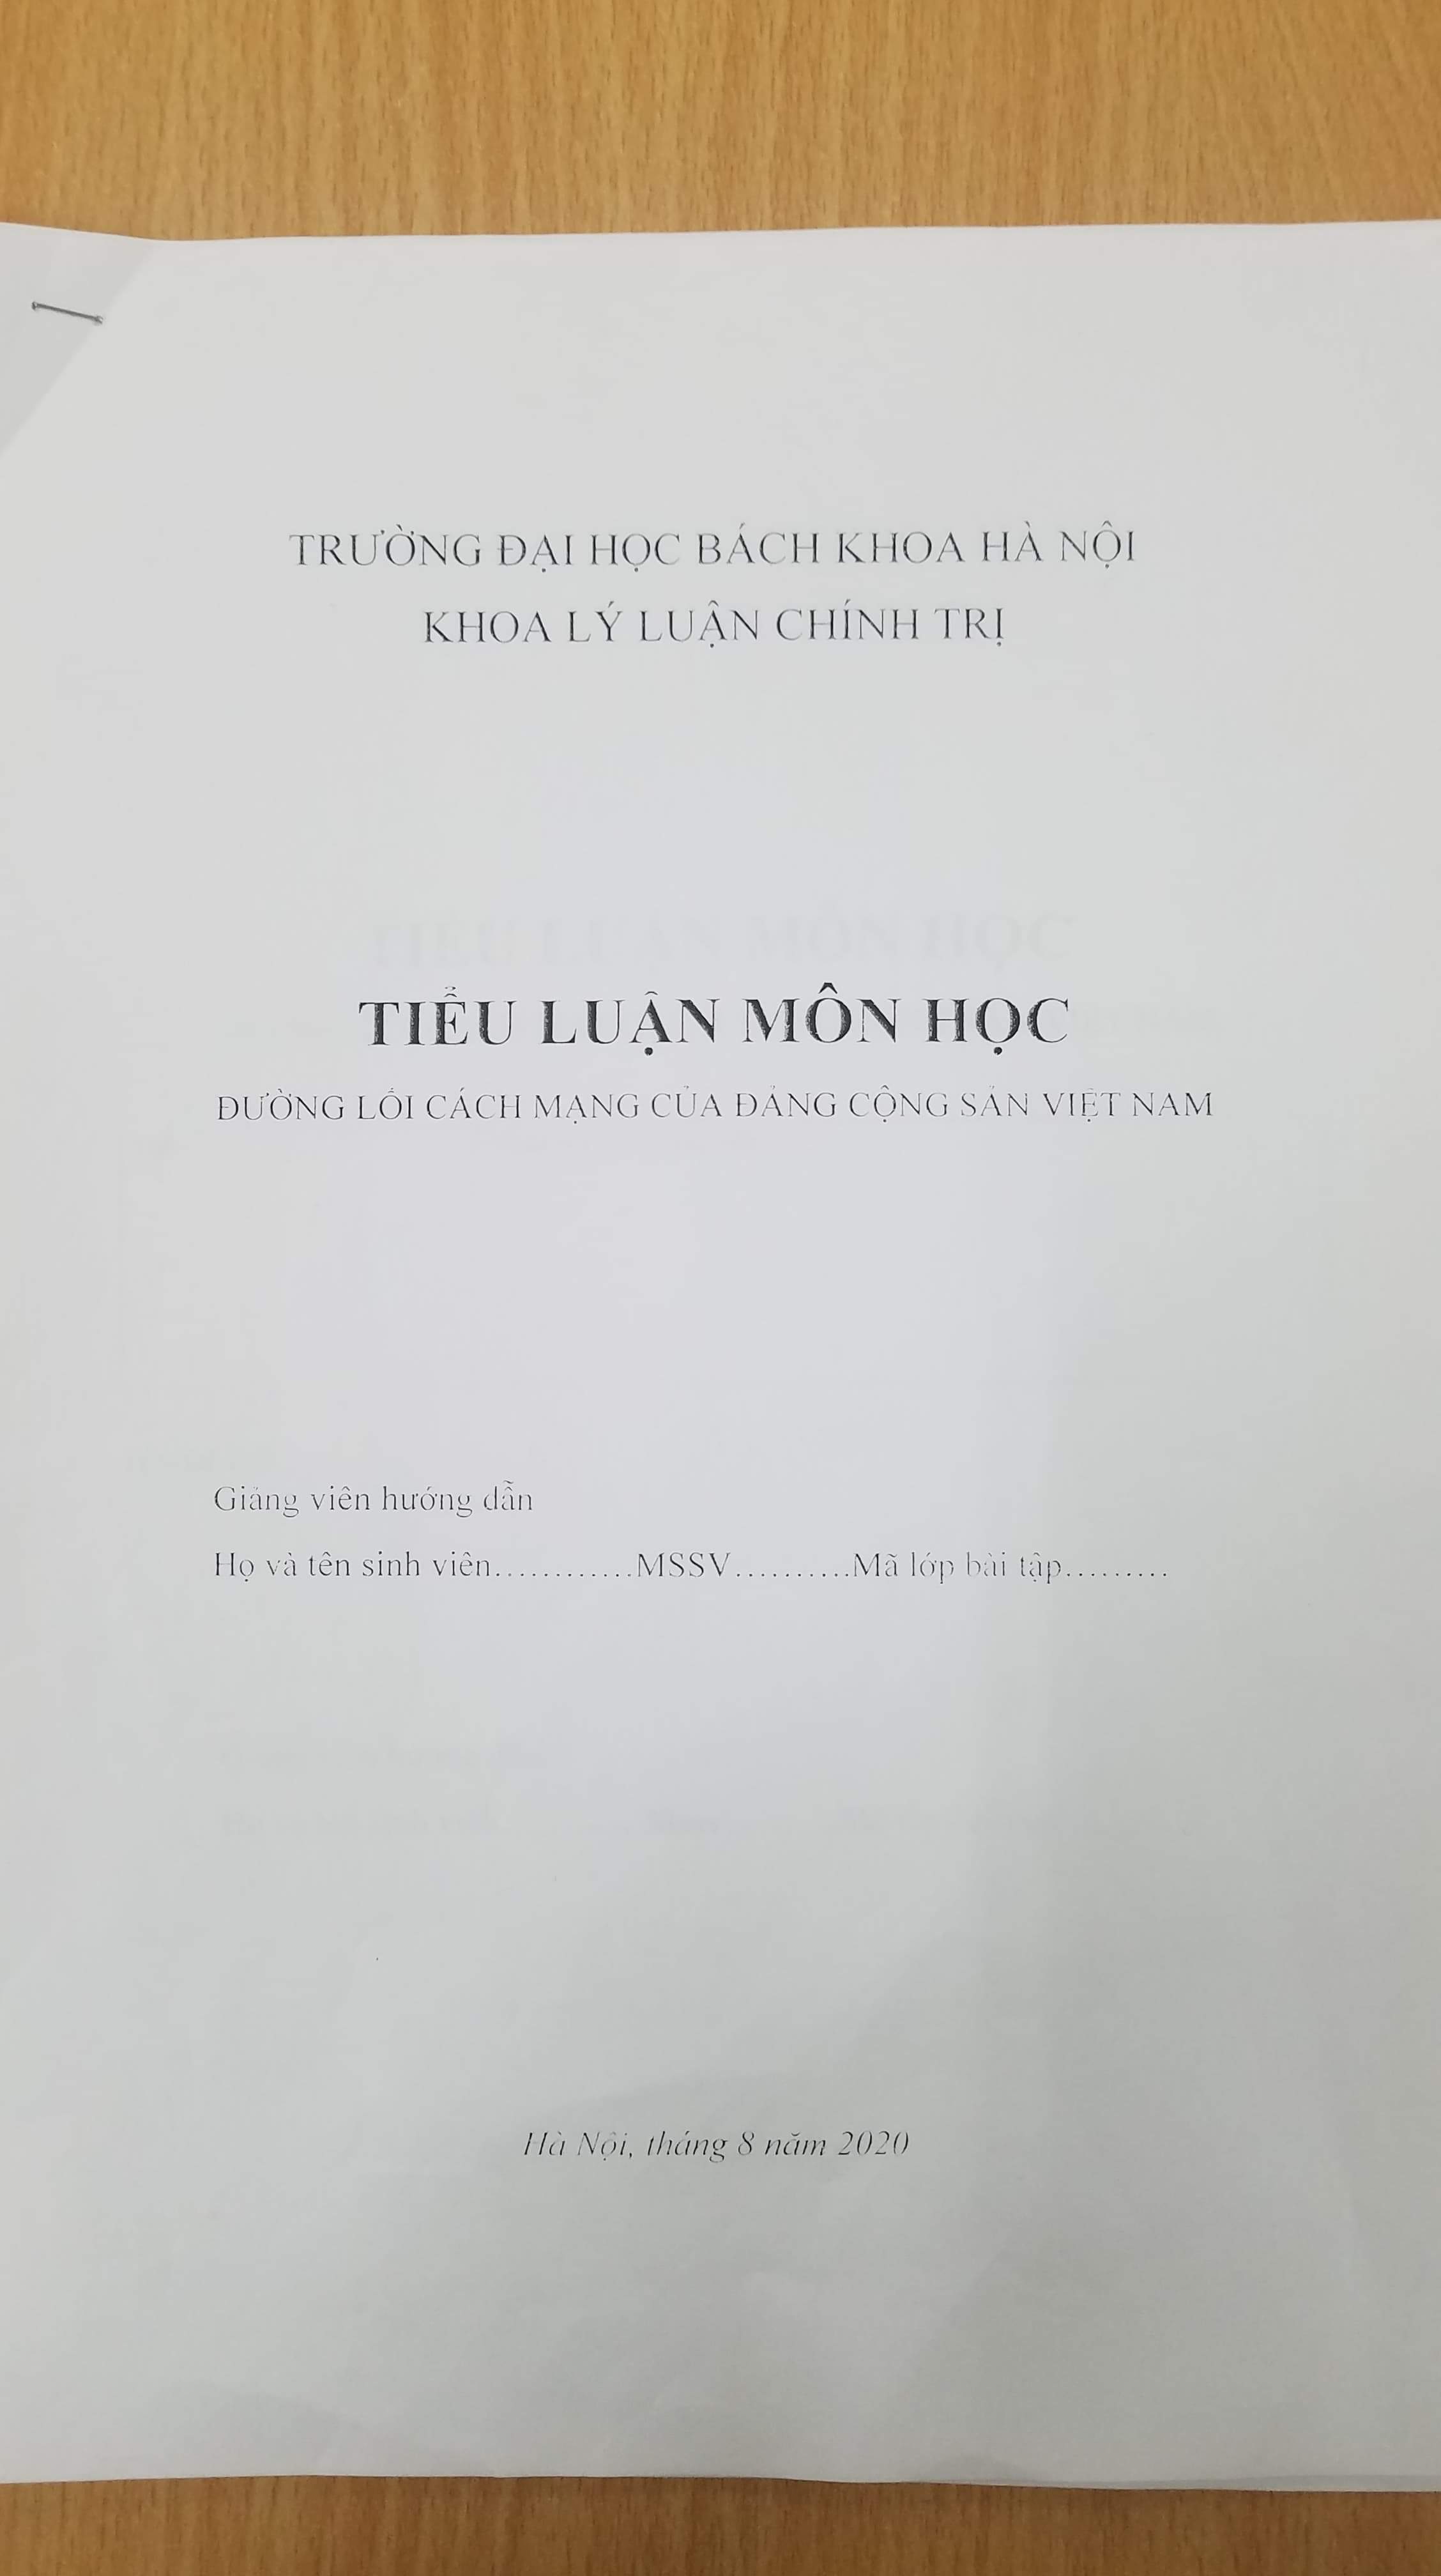 TRƯỜNG ĐẠI HỌC BÁCH KHOA HÀ NỘI
KHOA LÝ LUẬN CHÍNH TRỊ
TIỂU LUẬN MÔN HỌC
ĐƯỜNG LỐI CÁCH MẠNG CỦA ĐẢNG CỘNG SẢN VIỆT NAM
Giảng viên hướng dẫn
Họ và tên sinh viên............MSSV..........Mã lớp bài tập.........
Hà Nội, tháng 8 năm 2020